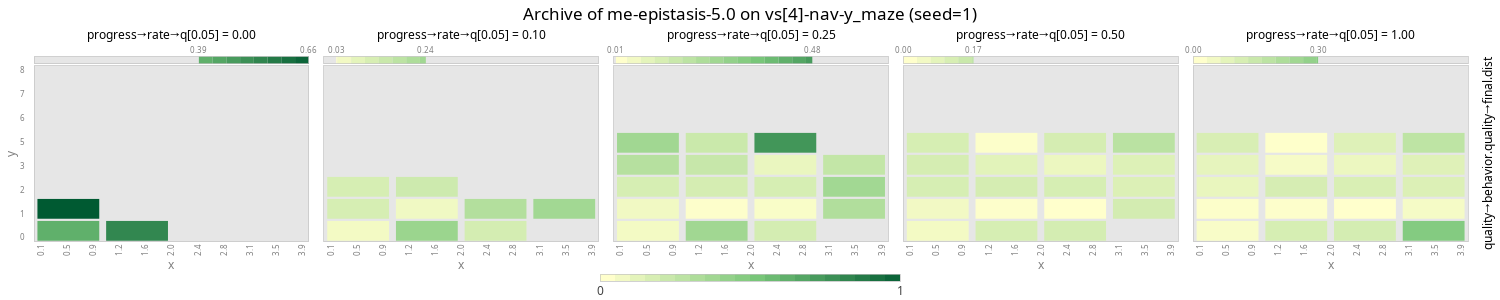 Archive of me-epistasis-5.0 on vs[4]-nav-y_maze (seed=1)
progress→rate→q[0.05] = 0.00
progress→rate→q[0.05] = 0.10
progress→rate→q[0.05] = 0.25
progress→rate→q[0.05] = 0.50
progress→rate→q[0.05] = 1.00
0.39 0.66
0.03 0.24
0.01 0.48
0.00 0.17
0.00 0.30
8
7
6
5
3
2
1
0
y
quality→behavior.quality→final.dist
0.1 0.5 0.9 1.2 1.6 2.0 2.4 2.8 3.1 3.5 3.9
0.1 0.5 0.9 1.2 1.6 2.0 2.4 2.8 3.1 3.5 3.9
0.1 0.5 0.9 1.2 1.6 2.0 2.4 2.8 3.1 3.5 3.9
0.1 0.5 0.9 1.2 1.6 2.0 2.4 2.8 3.1 3.5 3.9
0.1 0.5 0.9 1.2 1.6 2.0 2.4 2.8 3.1 3.5 3.9
x
x
x
x
x
0 1